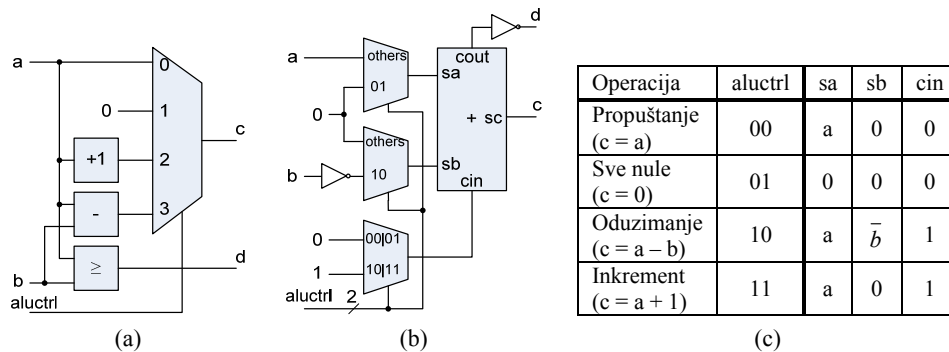 a
0
0
1
+1
2
c
-
3
b
≥
d
aluctrl
(a)
d
a
others
cout
sa
01
0
c
+ sc
others
sb
b
10
cin
0
00|01
1
10|11
aluctrl
2
(b)
Operacija aluctrl sa sb cin
Propuštanje
(c = a) 00 a 0 0
Sve nule
(c = 0) 01 0 0 0
Oduzimanje
(c = a – b) 10 a b̅ 1
Inkrement
(c = a + 1) 11 a 0 1
(c)